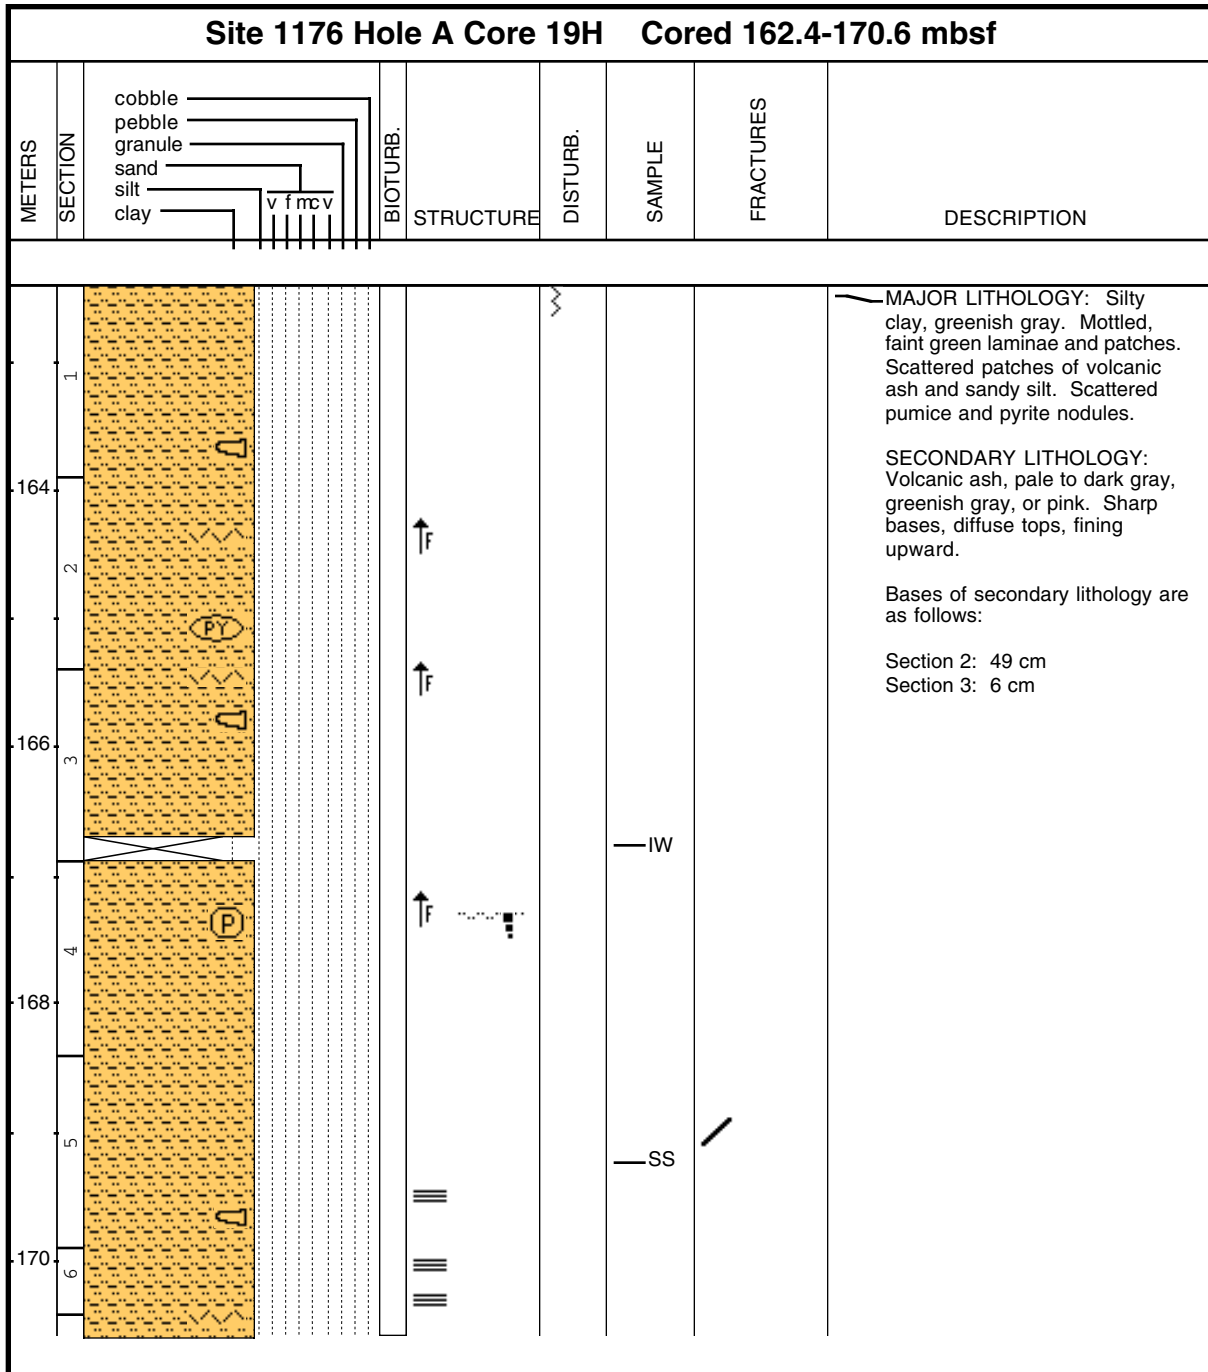 Site 1176 Hole A Core 19H Cored 162.4-170.6 mbsf
METERS
SECTION
cobble
pebble
granule
sand
silt
clay
v f m c v
BIOTURB.
STRUCTURE
DISTURB.
SAMPLE
FRACTURES
DESCRIPTION
MAJOR LITHOLOGY: Silty
clay, greenish gray. Mottled,
faint green laminae and patches.
Scattered patches of volcanic
ash and sandy silt. Scattered
pumice and pyrite nodules.
SECONDARY LITHOLOGY:
Volcanic ash, pale to dark gray,
greenish gray, or pink. Sharp
bases, diffuse tops, fining
upward.
Bases of secondary lithology are
as follows:
Section 2: 49 cm
Section 3: 6 cm
1
164
F
2
PY
F
166
3
IW
F
P
4
168
5
SS
170
6